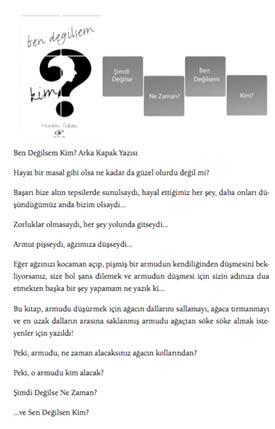 ben değilsem
kim
Şimdi
Değilse
Ne Zaman?
Ben
Değilsem
Kim?
Ben Değilsem Kim? Arka Kapak Yazısı
Hayat bir masal gibi olsa ne kadar da güzel olurdu değil mi?
Başarı bize altın tepsilerde sunulsaydı, hayal ettiğimiz her şey, daha onları dü-
şündüğümüz anda bizim olsaydı...
Zorluklar olmasaydı, her şey yolunda gitseydi...
Armut pişseydi, ağzımıza düşseydi...
Eğer ağzınızı kocaman açıp, pişmiş bir armudun kendiliğinden düşmesini bek-
liyorsanız, size bol şans dilemek ve armudun düşmesi için sizin adınıza dua
etmekten başka bir şey yapamam ne yazık ki...
Bu kitap, armudu düşürmek için ağacın dallarını sallamayı, ağaca tırmanmayı
ve en uzak dalların arasına saklanmış armudu ağaçtan söke söke almak iste-
yenler için yazıldı!
Peki, armudu, ne zaman alacaksınız ağacın kollarından?
Peki, o armudu kim alacak?
Şimdi Değilse Ne Zaman?
...ve Sen Değilsen Kim?